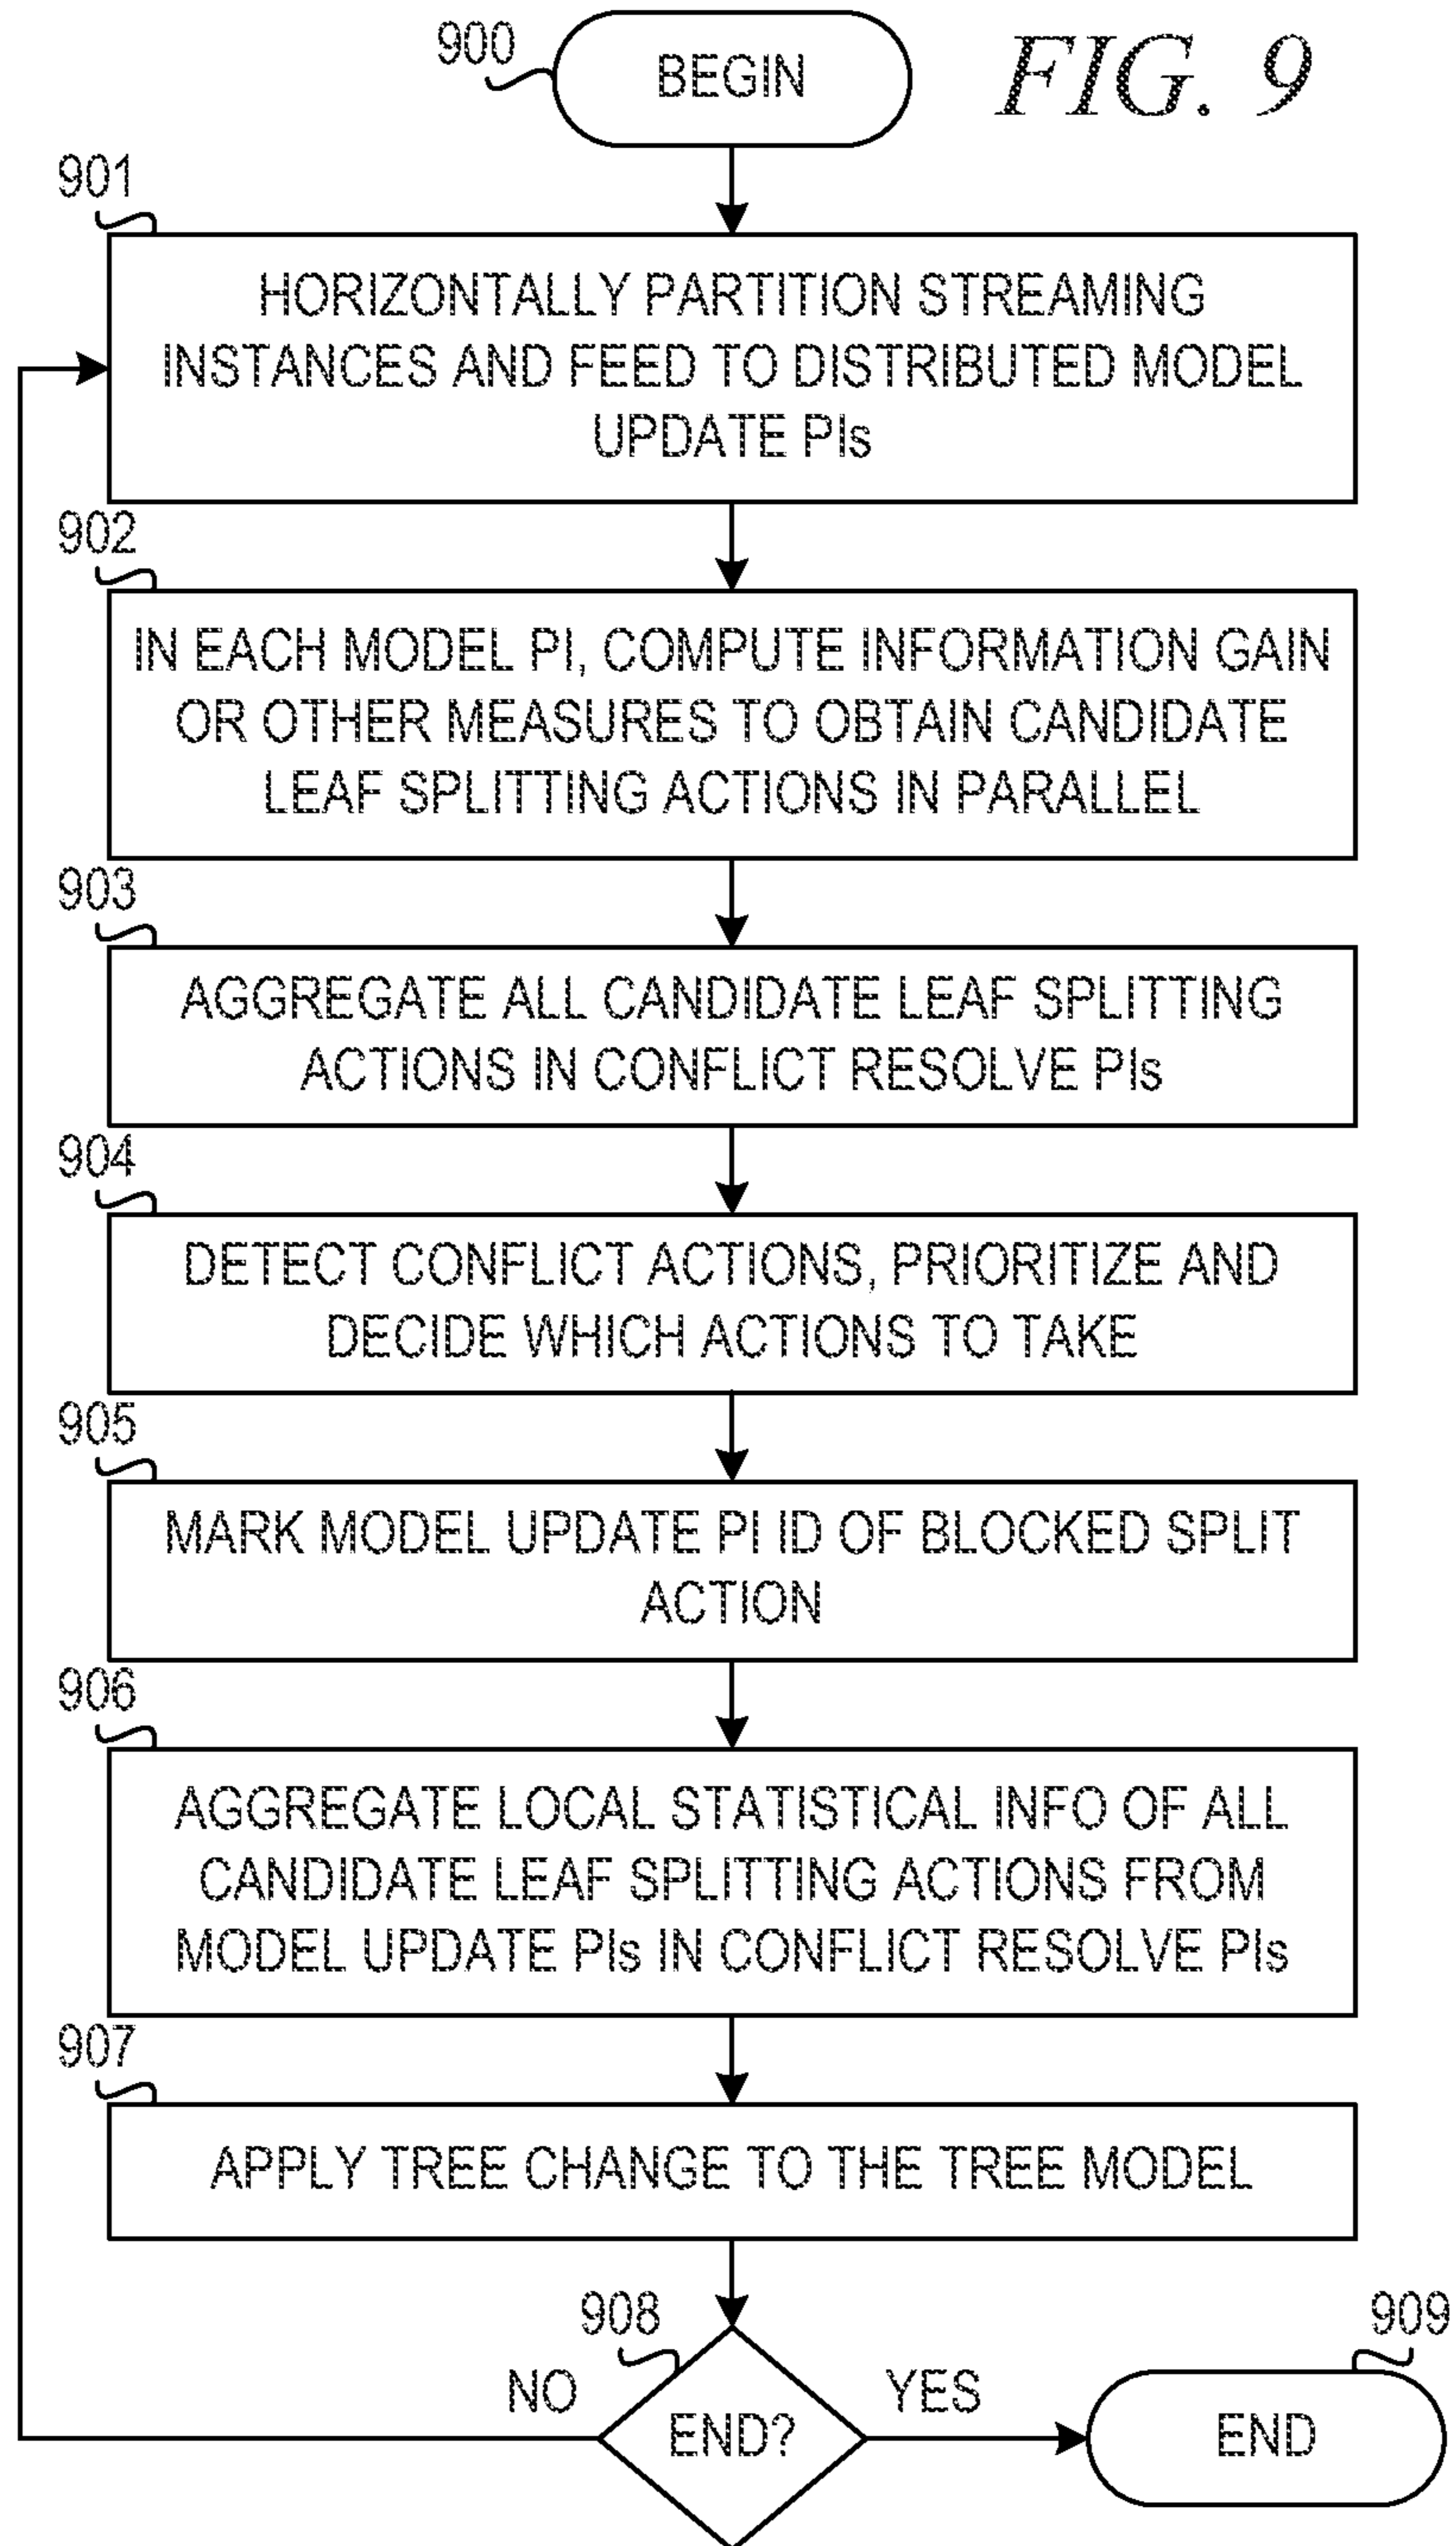 900
BEGIN
FIG. 9
901
HORIZONTALLY PARTITION STREAMING
INSTANCES AND FEED TO DISTRIBUTED MODEL
UPDATE PIs
902
IN EACH MODEL PI, COMPUTE INFORMATION GAIN
OR OTHER MEASURES TO OBTAIN CANDIDATE
LEAF SPLITTING ACTIONS IN PARALLEL
903
AGGREGATE ALL CANDIDATE LEAF SPLITTING
ACTIONS IN CONFLICT RESOLVE PIs
904
DETECT CONFLICT ACTIONS, PRIORITIZE AND
DECIDE WHICH ACTIONS TO TAKE
905
MARK MODEL UPDATE PI ID OF BLOCKED SPLIT
ACTION
906
AGGREGATE LOCAL STATISTICAL INFO OF ALL
CANDIDATE LEAF SPLITTING ACTIONS FROM
MODEL UPDATE PIs IN CONFLICT RESOLVE PIs
907
APPLY TREE CHANGE TO THE TREE MODEL
908
909
NO
END?
YES
END